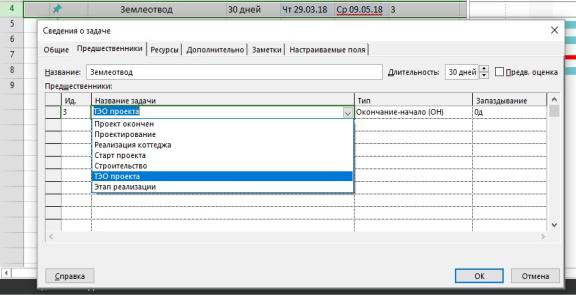 4 Землеотвод 30 дней Чт 29.03.18 Ср 09.05.18 3
5
6
7
8
9
Сведения о задаче
Общие Предшественники Ресурсы Дополнительно Заметки Настраиваемые поля
Название: Землеотвод Длительность: 30 дней Предв. оценка
Предшественники:
Ид. Название задачи Тип Запаздывание
3 ТЭО проекта Окончание-начало (ОН) 0д
Проект окончен
Проектирование
Реализация коттеджа
Старт проекта
Строительство
ТЭО проекта
Этап реализации
Справка ОК Отмена